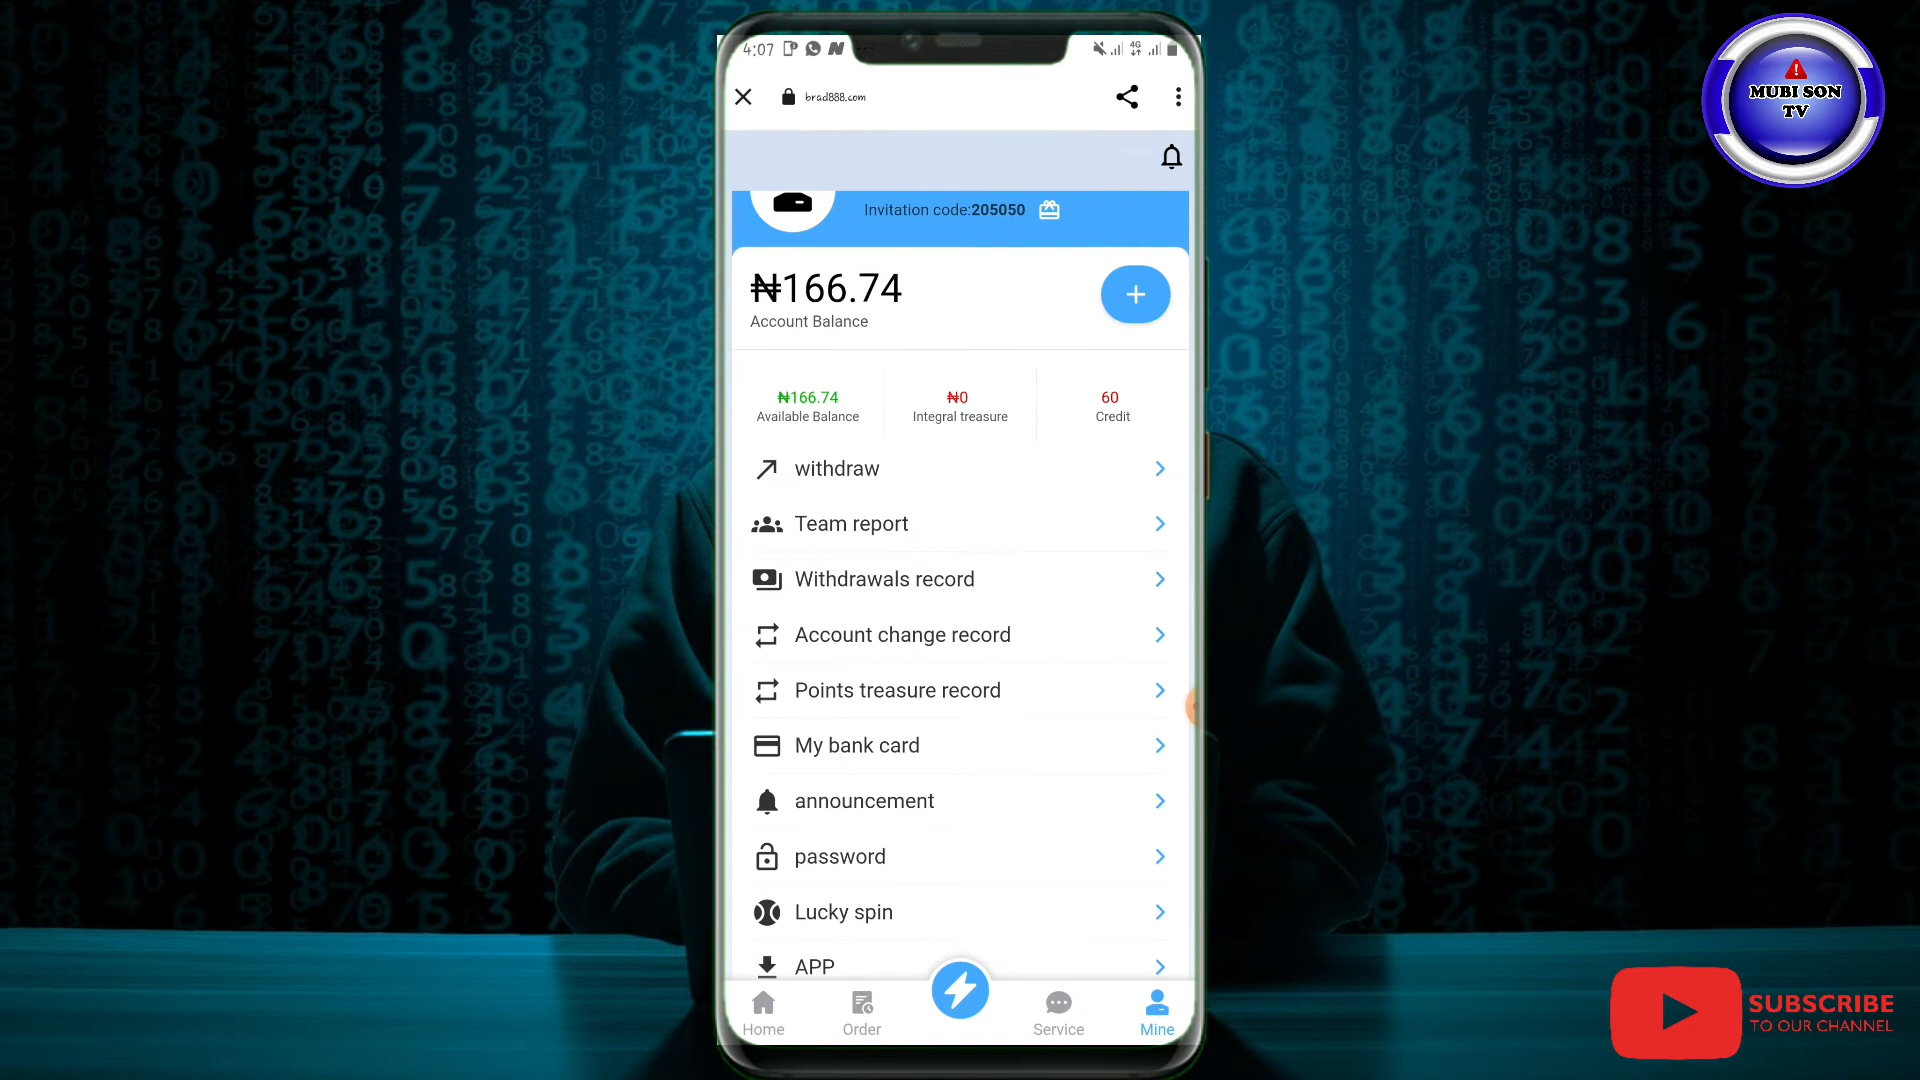 4:07
4G
brad888.com
MUBI SON
TV
Invitation code:205050
₦166.74
Account Balance
₦166.74
Available Balance
₦0
Integral treasure
60
Credit
withdraw
Team report
Withdrawals record
Account change record
Points treasure record
My bank card
announcement
password
Lucky spin
APP
Home
Order
Service
Mine
SUBSCRIBE
TO OUR CHANNEL